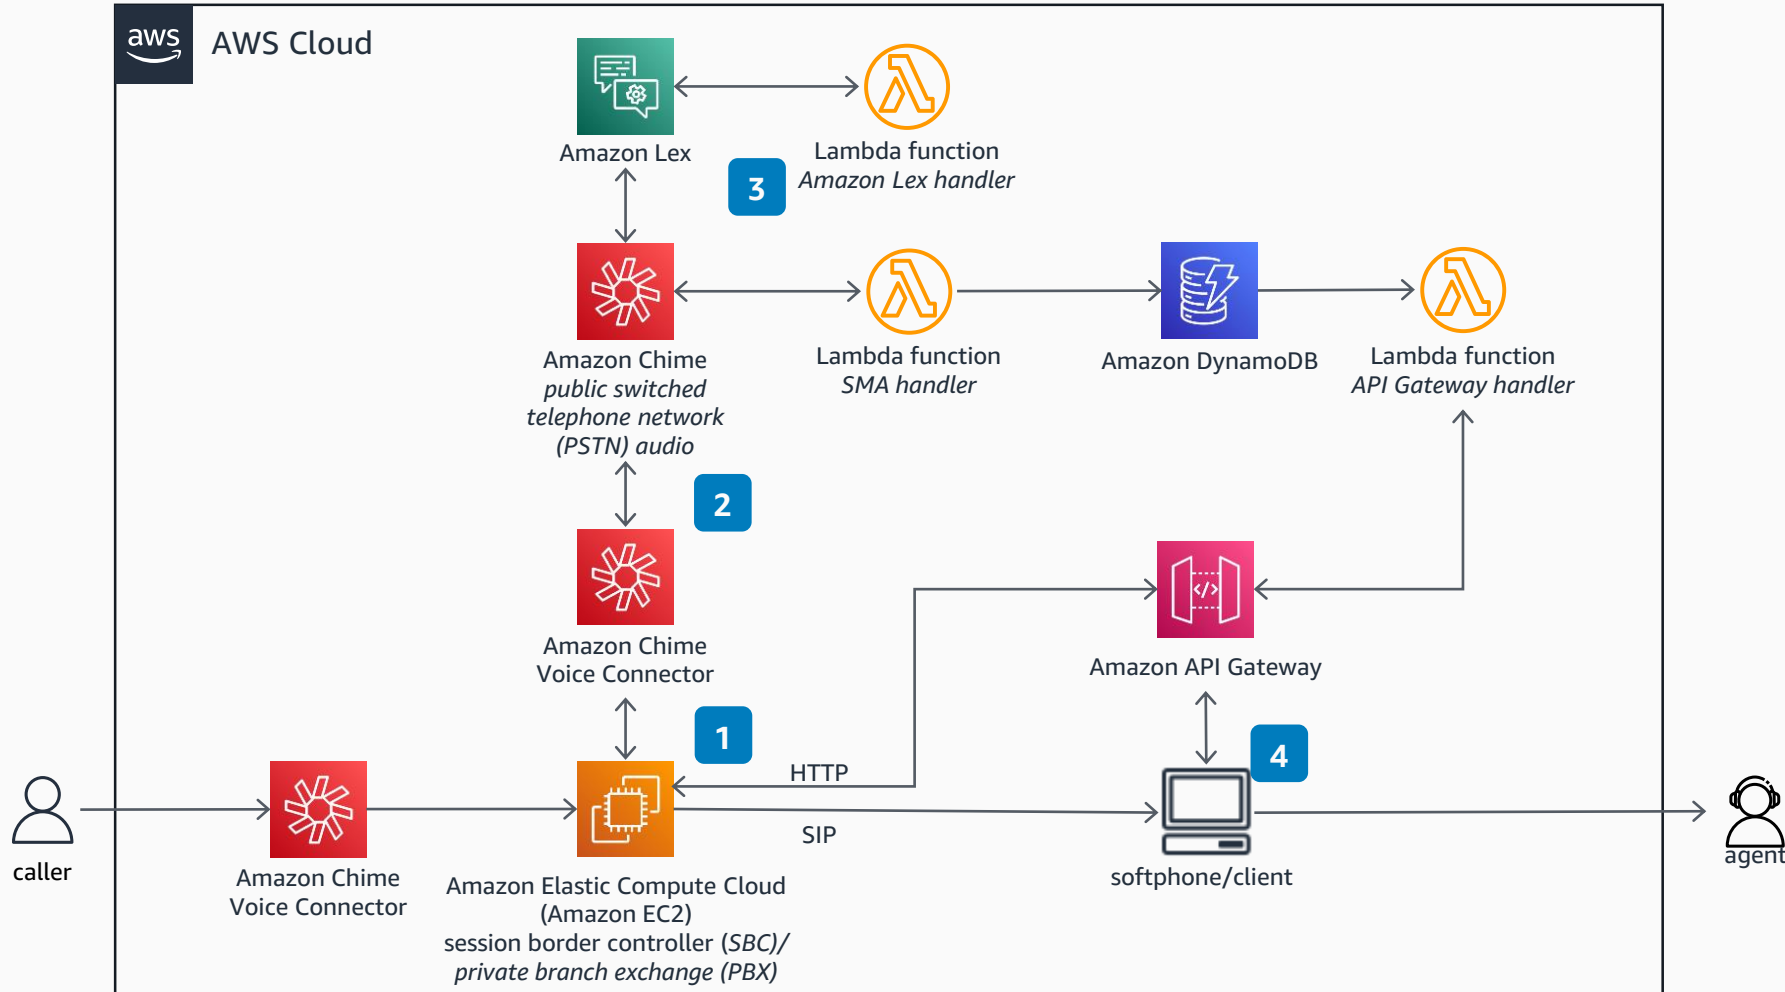 aws
AWS Cloud
Amazon Lex
Lambda function
Amazon Lex handler
3
Amazon Chime
public switched
telephone network
(PSTN) audio
Lambda function
SMA handler
Amazon DynamoDB
Lambda function
API Gateway handler
2
Amazon Chime
Voice Connector
</>
Amazon API Gateway
1
4
HTTP
SIP
caller
Amazon Chime
Voice Connector
Amazon Elastic Compute Cloud
(Amazon EC2)
session border controller (SBC)/
private branch exchange (PBX)
softphone/client
agent